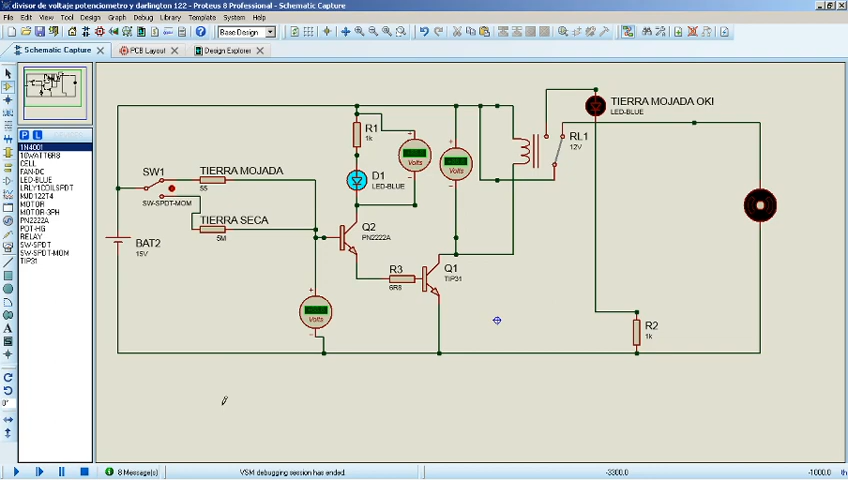 divisor de voltaje potenciometro y darlington 122 - Proteus 8 Professional - Schematic Capture
File Edit View Tool Design Graph Debug Library Template System Help
Base Design
Schematic Capture
PCB Layout
Design Explorer
P L
1N4001
10WATT6R8
CELL
FAN-DC
LED-BLUE
LRLY1COILSPDT
MJD122T4
MOTOR
MOTOR-3PH
PN2222A
POT-HG
RELAY
SW-SPDT
SW-SPDT-MOM
TIP31
SW1
SW-SPDT-MOM
TIERRA MOJADA
55
TIERRA SECA
5M
BAT2
15V
R1
1k
D1
LED-BLUE
Volts
Volts
Q2
PN2222A
R3
6R8
Q1
TIP31
Volts
TIERRA MOJADA OKI
LED-BLUE
RL1
12V
R2
1k
0°
8 Message(s)
VSM debugging session has ended.
-3300.0
-1000.0
th